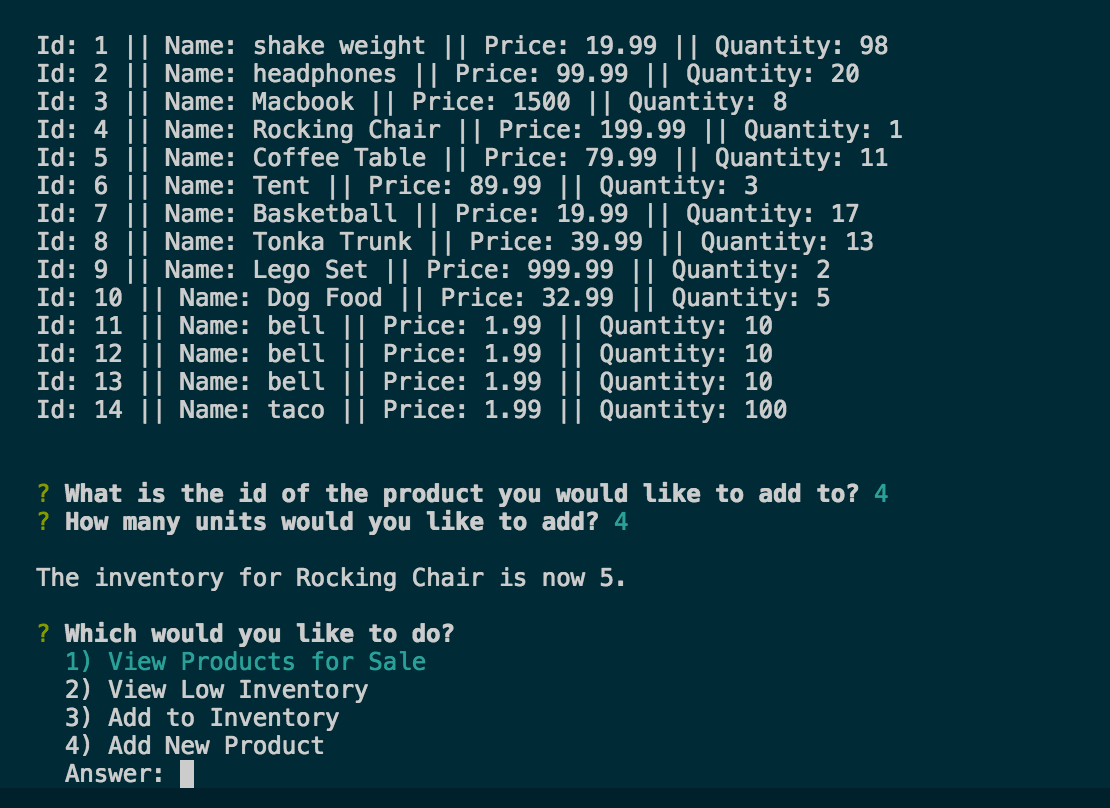 Id: 1 || Name: shake weight || Price: 19.99 || Quantity: 98
Id: 2 || Name: headphones || Price: 99.99 || Quantity: 20
Id: 3 || Name: Macbook || Price: 1500 || Quantity: 8
Id: 4 || Name: Rocking Chair || Price: 199.99 || Quantity: 1
Id: 5 || Name: Coffee Table || Price: 79.99 || Quantity: 11
Id: 6 || Name: Tent || Price: 89.99 || Quantity: 3
Id: 7 || Name: Basketball || Price: 19.99 || Quantity: 17
Id: 8 || Name: Tonka Trunk || Price: 39.99 || Quantity: 13
Id: 9 || Name: Lego Set || Price: 999.99 || Quantity: 2
Id: 10 || Name: Dog Food || Price: 32.99 || Quantity: 5
Id: 11 || Name: bell || Price: 1.99 || Quantity: 10
Id: 12 || Name: bell || Price: 1.99 || Quantity: 10
Id: 13 || Name: bell || Price: 1.99 || Quantity: 10
Id: 14 || Name: taco || Price: 1.99 || Quantity: 100
? What is the id of the product you would like to add to? 4
? How many units would you like to add? 4
The inventory for Rocking Chair is now 5.
? Which would you like to do?
1) View Products for Sale
2) View Low Inventory
3) Add to Inventory
4) Add New Product
Answer: